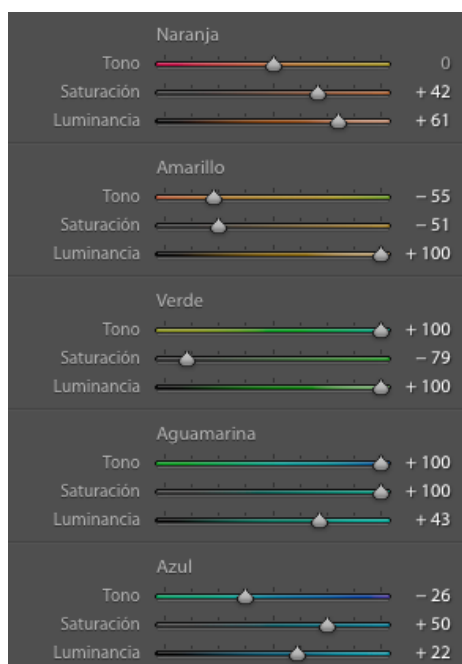 Naranja
Tono 0
Saturación + 42
Luminancia + 61
Amarillo
Tono − 55
Saturación − 51
Luminancia + 100
Verde
Tono + 100
Saturación − 79
Luminancia + 100
Aguamarina
Tono + 100
Saturación + 100
Luminancia + 43
Azul
Tono − 26
Saturación + 50
Luminancia + 22